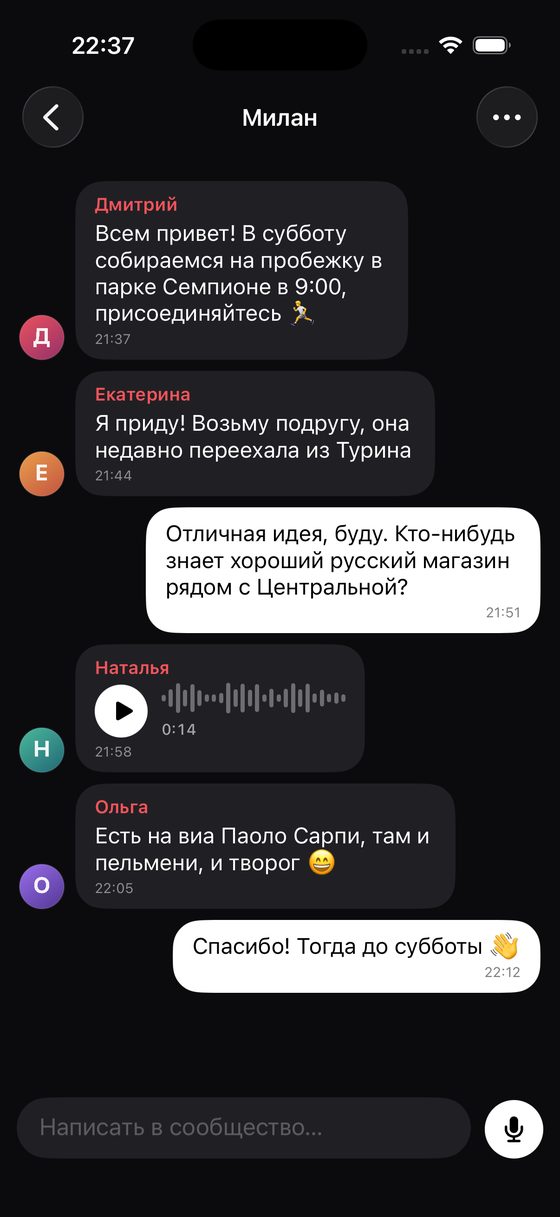 22:37
Милан
Дмитрий
Всем привет! В субботу
собираемся на пробежку в
парке Семпионе в 9:00,
присоединяйтесь 🏃
21:37
Д
Екатерина
Я приду! Возьму подругу, она
недавно переехала из Турина
21:44
Е
Отличная идея, буду. Кто-нибудь
знает хороший русский магазин
рядом с Центральной?
21:51
Наталья
0:14
21:58
Н
Ольга
Есть на виа Паоло Сарпи, там и
пельмени, и творог 😄
22:05
О
Спасибо! Тогда до субботы 👋
22:12
Написать в сообщество...